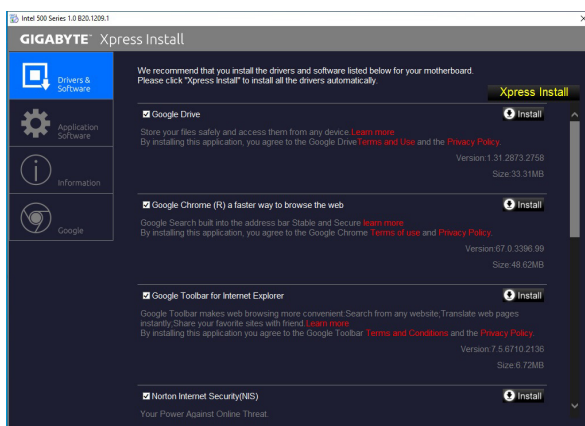 Intel 500 Series 1.0 B20.1209.1
GIGABYTE™ Xpress Install
We recommend that you install the drivers and software listed below for your motherboard.
Please click "Xpress Install" to install all the drivers automatically.
Xpress Install
Drivers &
Software
Application
Software
Information
Google
Google Drive
Install
Store your files safely and access them from any device.Learn more
By installing this application, you agree to the Google DriveTerms and Use and the Privacy Policy.
Version:1.31.2873.2758
Size:33.31MB
Google Chrome (R) a faster way to browse the web
Install
Google Search built into the address bar Stable and Secure learn more
By installing this application, you agree to the Google Chrome Terms of use and Privacy Policy.
Version:67.0.3396.99
Size:48.62MB
Google Toolbar for Internet Explorer
Install
Google Toolbar makes web browsing more convenient:Search from any website;Translate web pages
instantly;Share your favorite sites with friend.Learn more
By installing this application you agree to the Google Toolbar Terms and Conditions and the Privacy Policy.
Version:7.5.6710.2136
Size:6.72MB
Norton Internet Security(NIS)
Install
Your Power Against Online Threat.